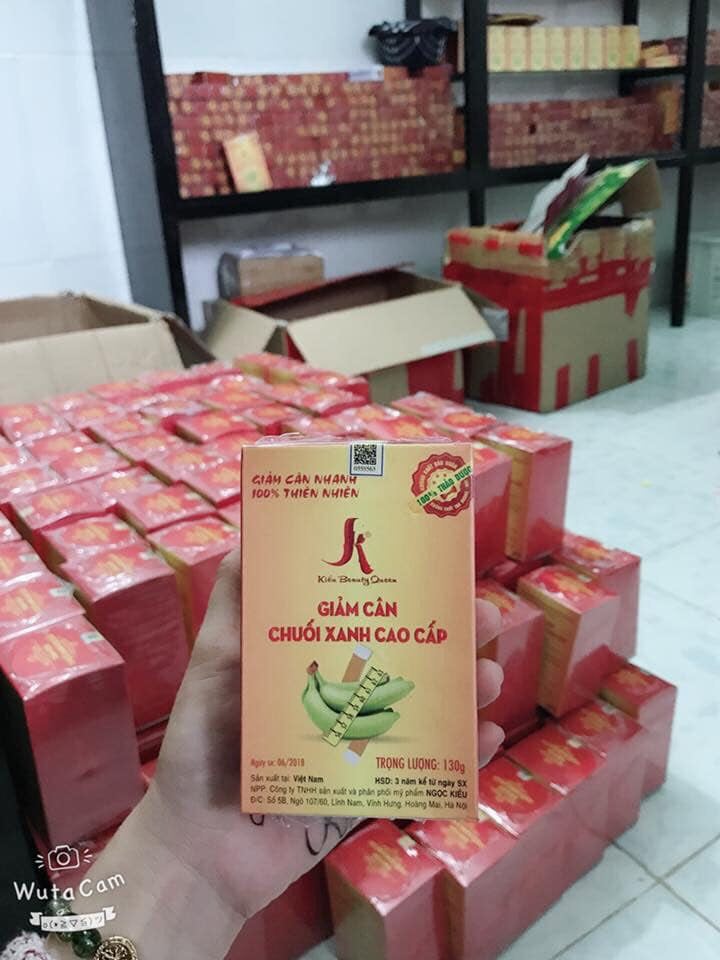 0355563
GIẢM CÂN NHANH
100% THIÊN NHIÊN
100% THẢO DƯỢC
Kiều Beauty Queen
GIẢM CÂN
CHUỐI XANH CAO CẤP
Ngày sx: 06/2018
TRỌNG LƯỢNG: 130g
Sản xuất tại: Việt Nam
HSD: 3 năm kể từ ngày SX
NPP: Công ty TNHH sản xuất và phân phối mỹ phẩm NGỌC KIỀU
Đ/C: Số 5B, Ngõ 107/60, Lĩnh Nam, Vĩnh Hưng, Hoàng Mai, Hà Nội
WutaCam